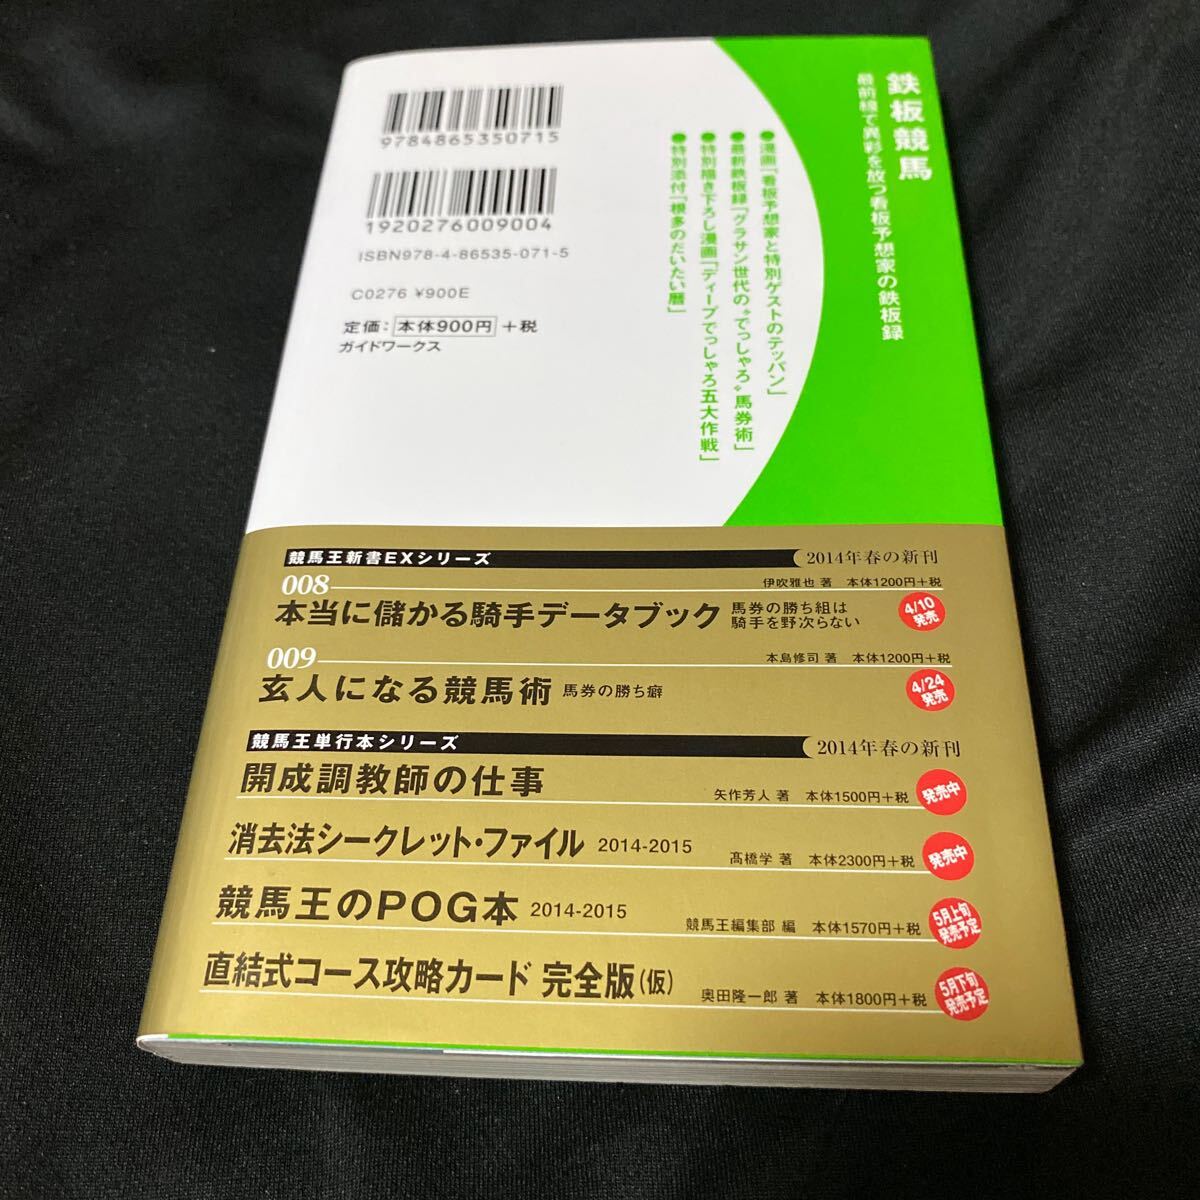 鉄板競馬
最前線で異彩を放つ看板予想家の鉄板録
●漫画「看板予想家と特別ゲストのテッパン」
●最新鉄板録「グラサン世代の“でっしゃろ”馬券術」
●特別描き下ろし漫画「ディープでっしゃろ五大作戦」
●特別添付「根多のだいたい暦」
9784865350715
1920276009004
ISBN978-4-86535-071-5
C0276 ¥900E
定価：本体900円＋税
ガイドワークス
競馬王新書EXシリーズ 2014年春の新刊
008 伊吹雅也 著 本体1200円＋税
本当に儲かる騎手データブック 馬券の勝ち組は
騎手を野次らない
4/10
発売
009 本島修司 著 本体1200円＋税
玄人になる競馬術 馬券の勝ち癖
4/24
発売
競馬王単行本シリーズ 2014年春の新刊
開成調教師の仕事 矢作芳人 著 本体1500円＋税 発売中
消去法シークレット・ファイル 2014-2015 髙橋学 著 本体2300円＋税 発売中
競馬王のPOG本 2014-2015 競馬王編集部 編 本体1570円＋税
5月上旬
発売予定
直結式コース攻略カード 完全版（仮） 奥田隆一郎 著 本体1800円＋税
5月下旬
発売予定